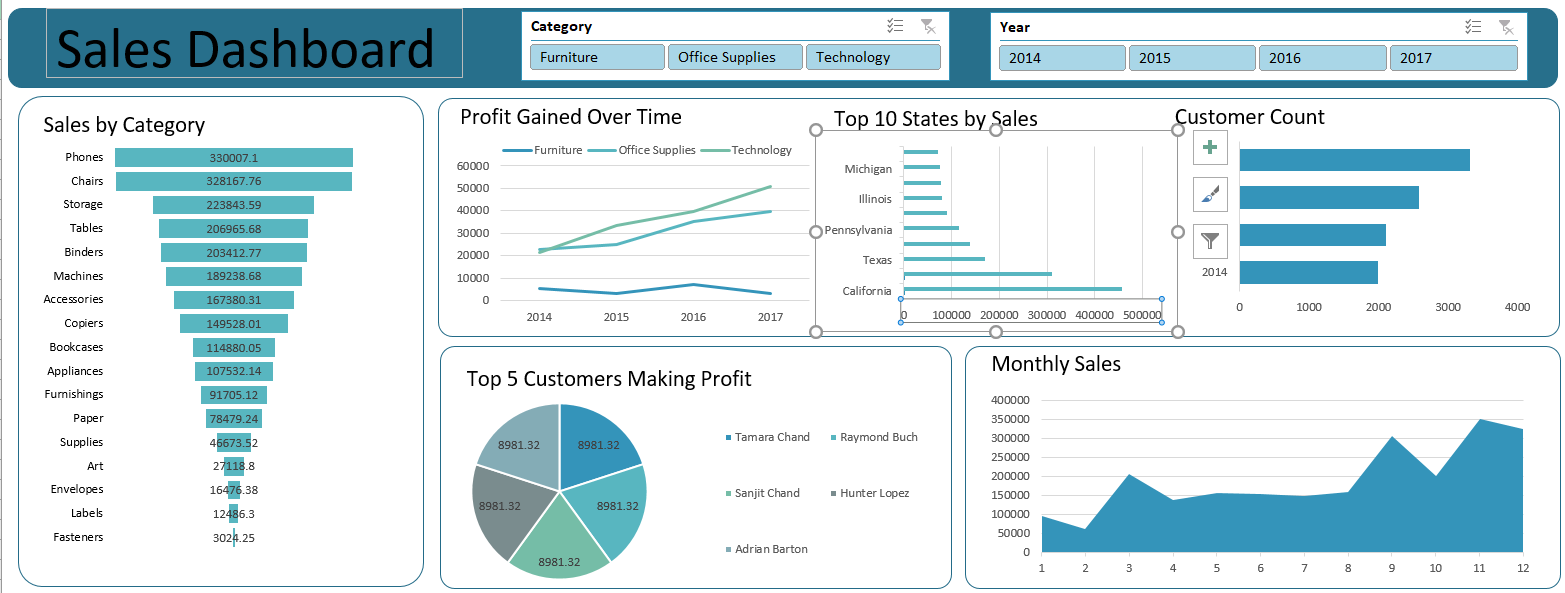 Sales Dashboard
Category
Furniture Office Supplies Technology
Year
2014 2015 2016 2017
Sales by Category
Phones 330007.1
Chairs 328167.76
Storage 223843.59
Tables 206965.68
Binders 203412.77
Machines 189238.68
Accessories 167380.31
Copiers 149528.01
Bookcases 114880.05
Appliances 107532.14
Furnishings 91705.12
Paper 78479.24
Supplies 46673.52
Art 27118.8
Envelopes 16476.38
Labels 12486.3
Fasteners 3024.25
Profit Gained Over Time
Furniture Office Supplies Technology
60000
50000
40000
30000
20000
10000
0
2014 2015 2016 2017
Top 10 States by Sales
Michigan
Illinois
Pennsylvania
Texas
California
0 100000 200000 300000 400000 500000
Customer Count
2014
0 1000 2000 3000 4000
Top 5 Customers Making Profit
8981.32 8981.32
8981.32 8981.32
8981.32
Tamara Chand Raymond Buch
Sanjit Chand Hunter Lopez
Adrian Barton
Monthly Sales
400000
350000
300000
250000
200000
150000
100000
50000
0
1 2 3 4 5 6 7 8 9 10 11 12